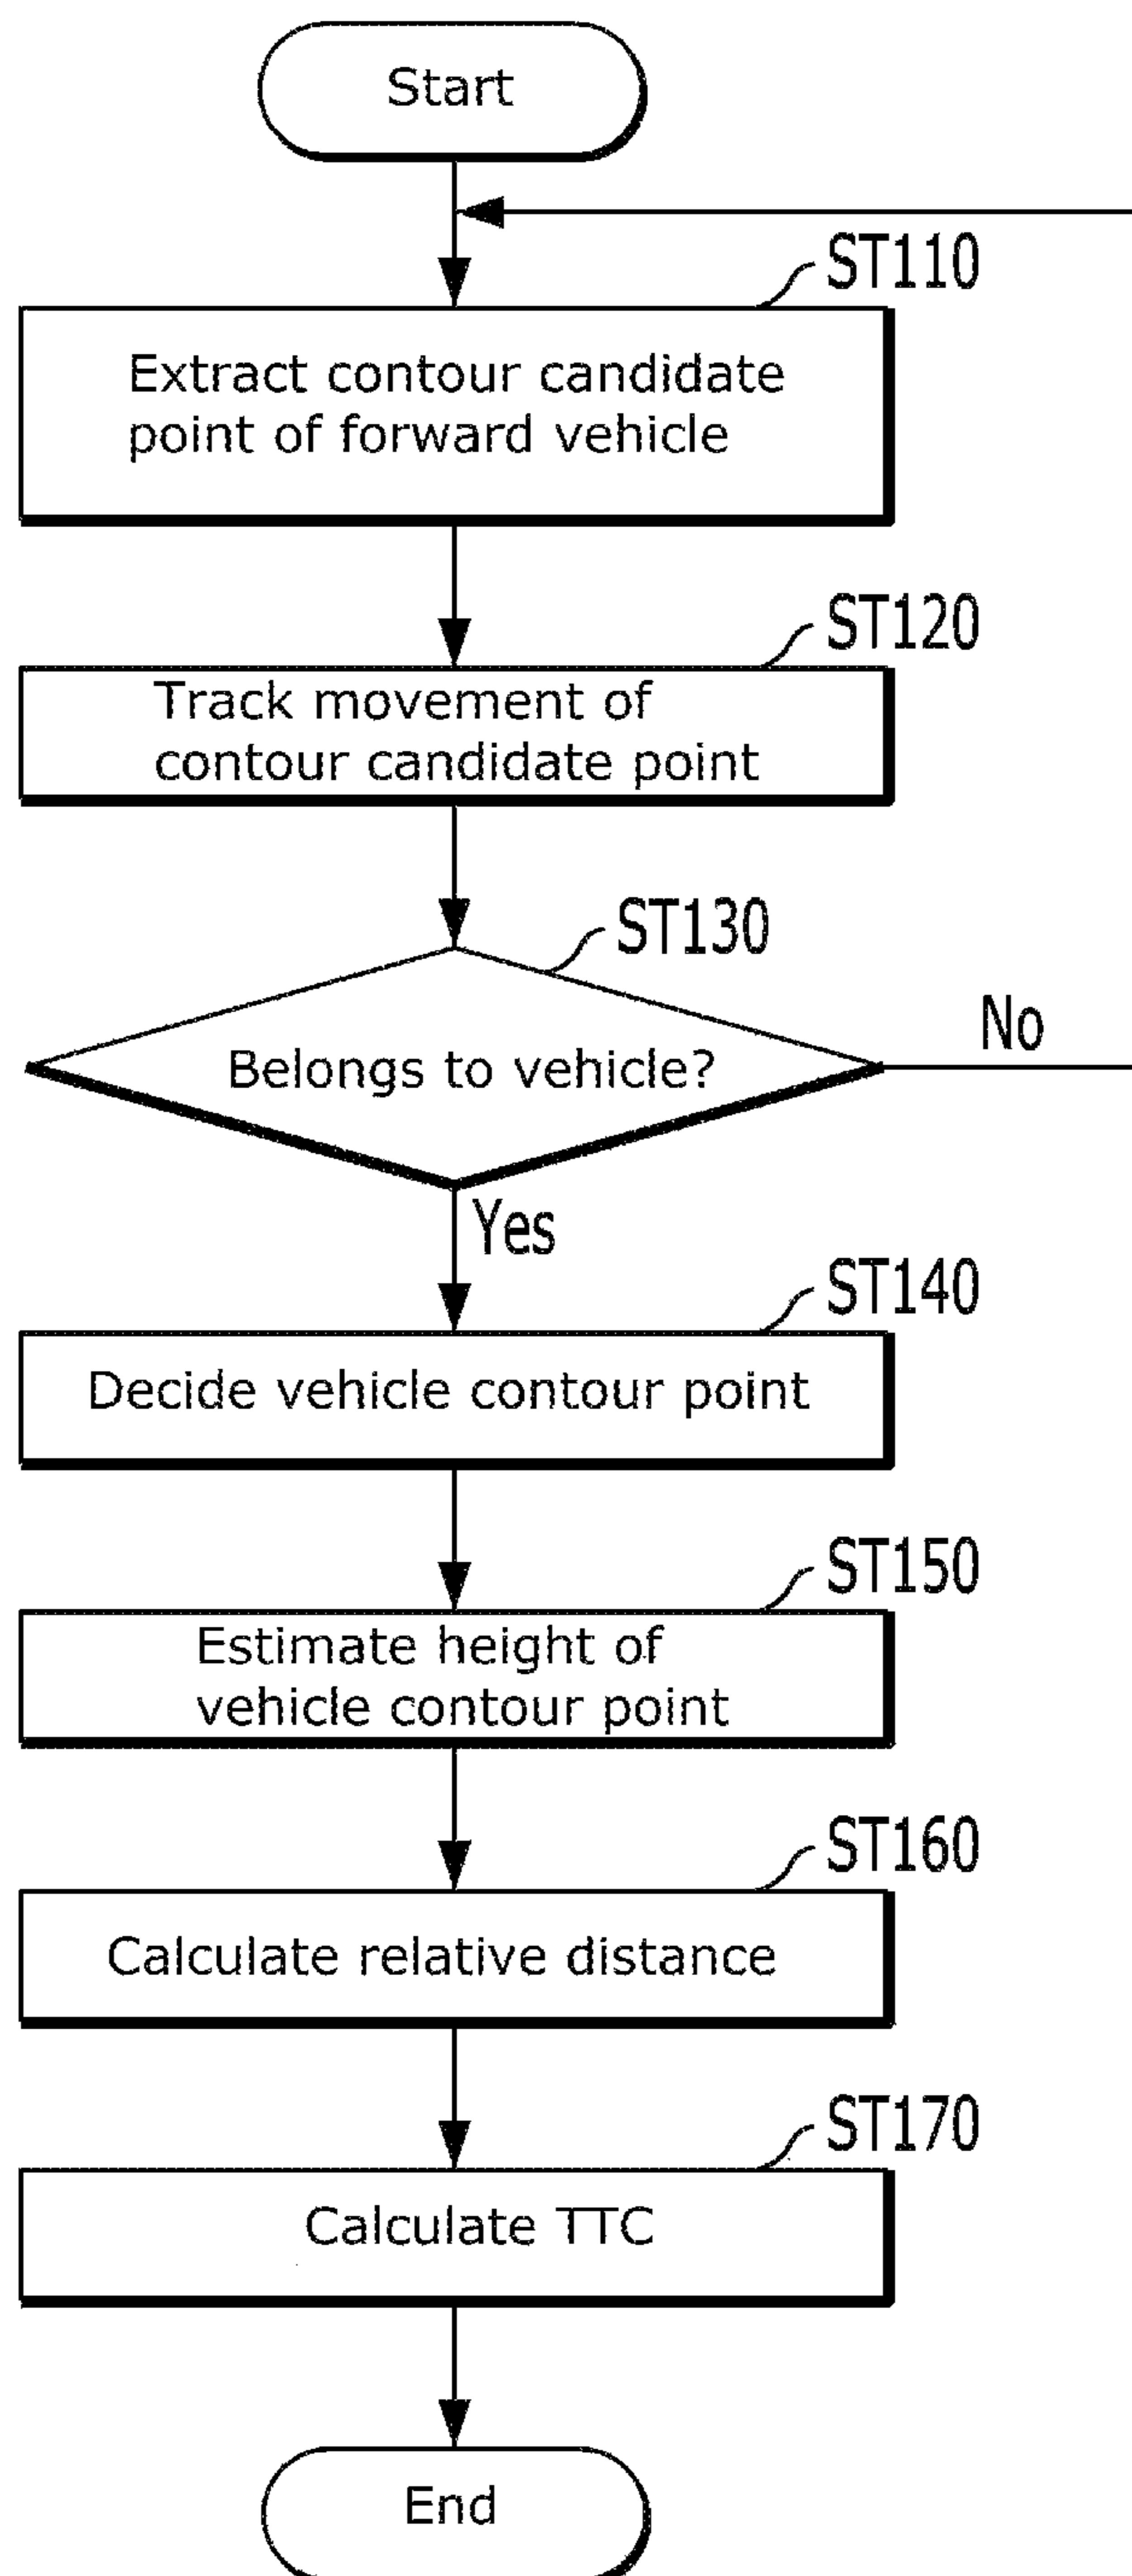 Start
ST110
Extract contour candidate
point of forward vehicle
ST120
Track movement of
contour candidate point
ST130
Belongs to vehicle?
No
Yes
ST140
Decide vehicle contour point
ST150
Estimate height of
vehicle contour point
ST160
Calculate relative distance
ST170
Calculate TTC
End